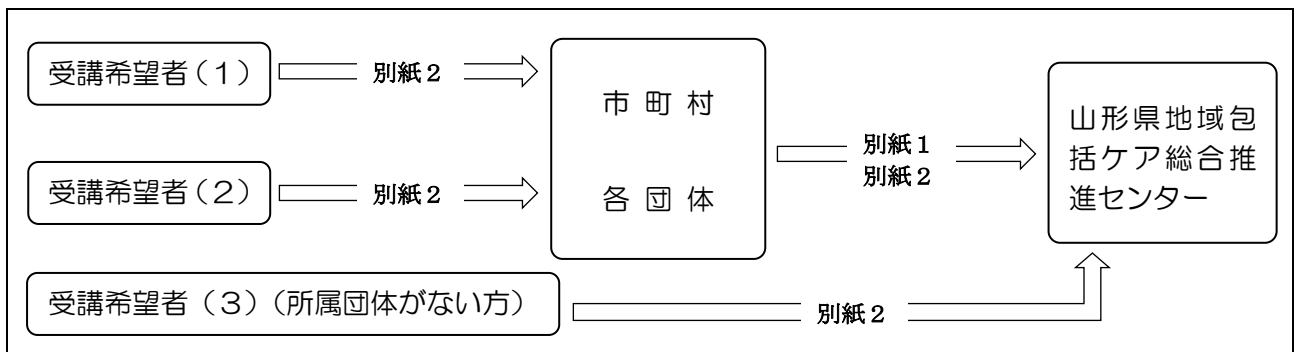 受講希望者（１）
別紙２
市町村
各団体
別紙１
別紙２
山形県地域包
括ケア総合推
進センター
受講希望者（２）
別紙２
受講希望者（３）（所属団体がない方）
別紙２